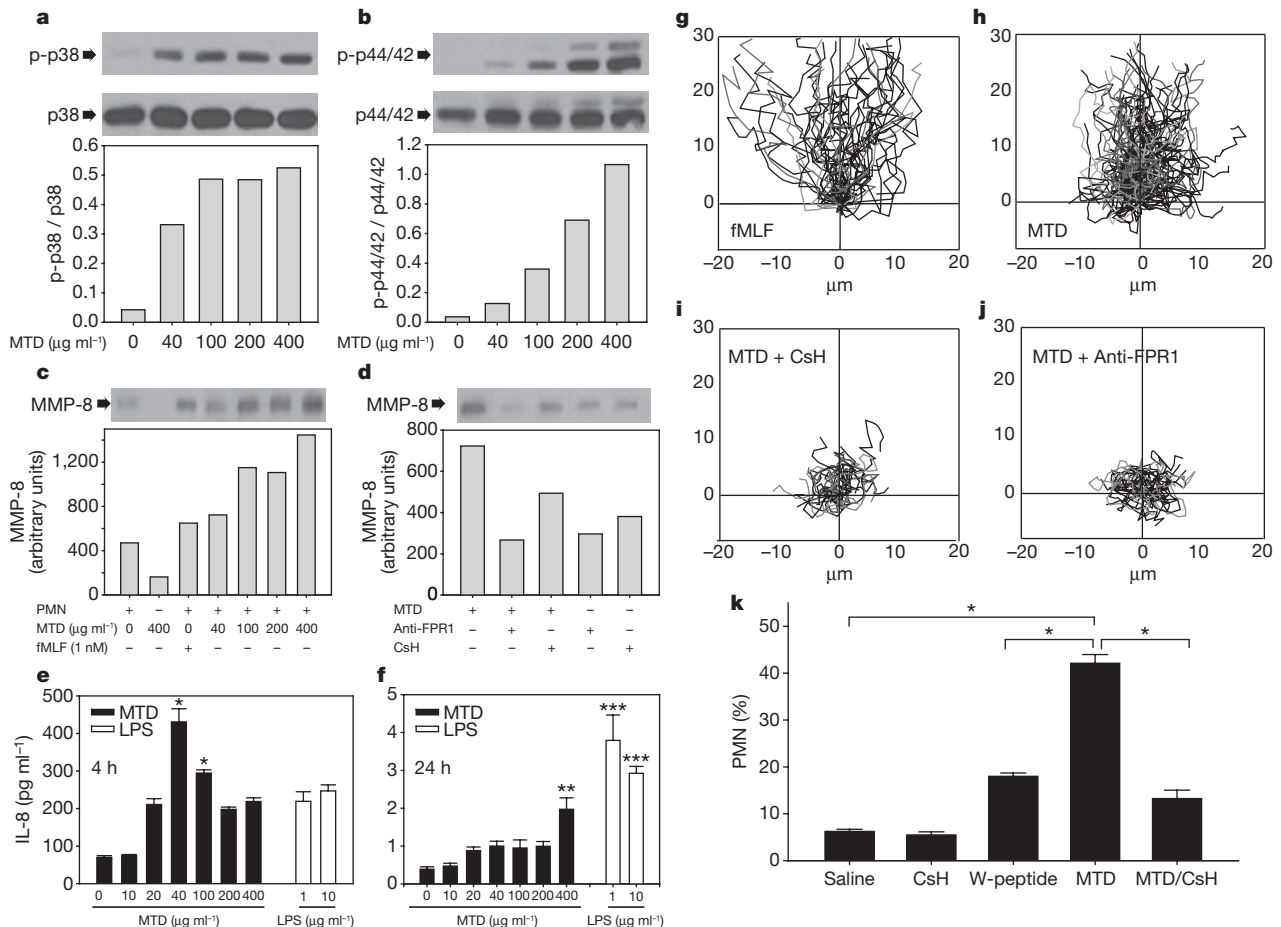 a
p-p38
p38
p-p38 / p38
0.6
0.5
0.4
0.3
0.2
0.1
0.0
MTD (µg ml⁻¹) 0 40 100 200 400
b
p-p44/42
p44/42
p-p44/42 / p44/42
1.2
1.0
0.8
0.6
0.4
0.2
0.0
MTD (µg ml⁻¹) 0 40 100 200 400
c
MMP-8
MMP-8
(arbitrary units)
1,200
800
400
0
PMN + – + + + + +
MTD (µg ml⁻¹) 0 400 0 40 100 200 400
fMLF (1 nM) – – + – – – –
d
MMP-8
MMP-8
(arbitrary units)
800
600
400
200
0
MTD + + + – –
Anti-FPR1 – + – + –
CsH – – + – +
e
IL-8 (pg ml⁻¹)
500
400
300
200
100
0
MTD
LPS
4 h
*
*
0 10 20 40 100 200 400 1 10
MTD (µg ml⁻¹) LPS (µg ml⁻¹)
f
5
4
3
2
1
0
MTD
LPS
24 h
**
***
***
0 10 20 40 100 200 400 1 10
MTD (µg ml⁻¹) LPS (µg ml⁻¹)
g
30
20
10
0
fMLF
–20 –10 0 10 20
µm
h
30
20
10
0
MTD
–20 –10 0 10 20
µm
i
30
20
10
0
MTD + CsH
–20 –10 0 10 20
µm
j
30
20
10
0
MTD + Anti-FPR1
–20 –10 0 10 20
µm
k
PMN (%)
50
40
30
20
10
0
*
* *
Saline CsH W-peptide MTD MTD/CsH